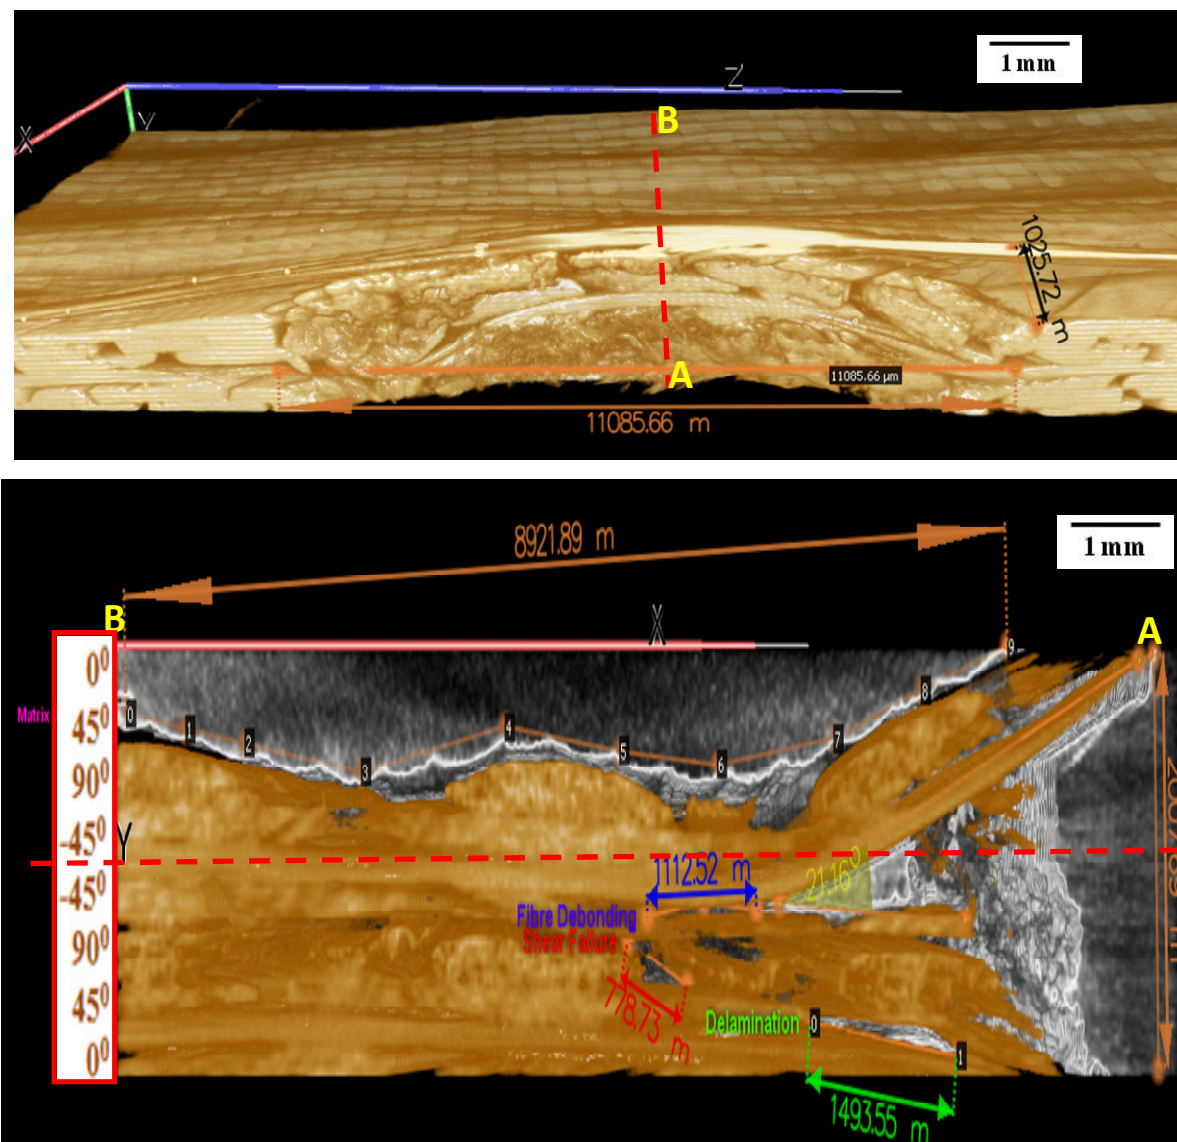 Z
1 mm
X
Y
B
1025.72 m
A
11085.66 µm
11085.66 m
8921.89 m
1 mm
B
X
A
0⁰
9
8
Matrix
0
45⁰
1
2
4
7
5
6
3
90⁰
-45⁰
Y
1112.52 m
21.16°
-45⁰
Fibre Debonding
Shear Failure
90⁰
778.73 m
45⁰
Delamination
0
1
0⁰
1493.55 m